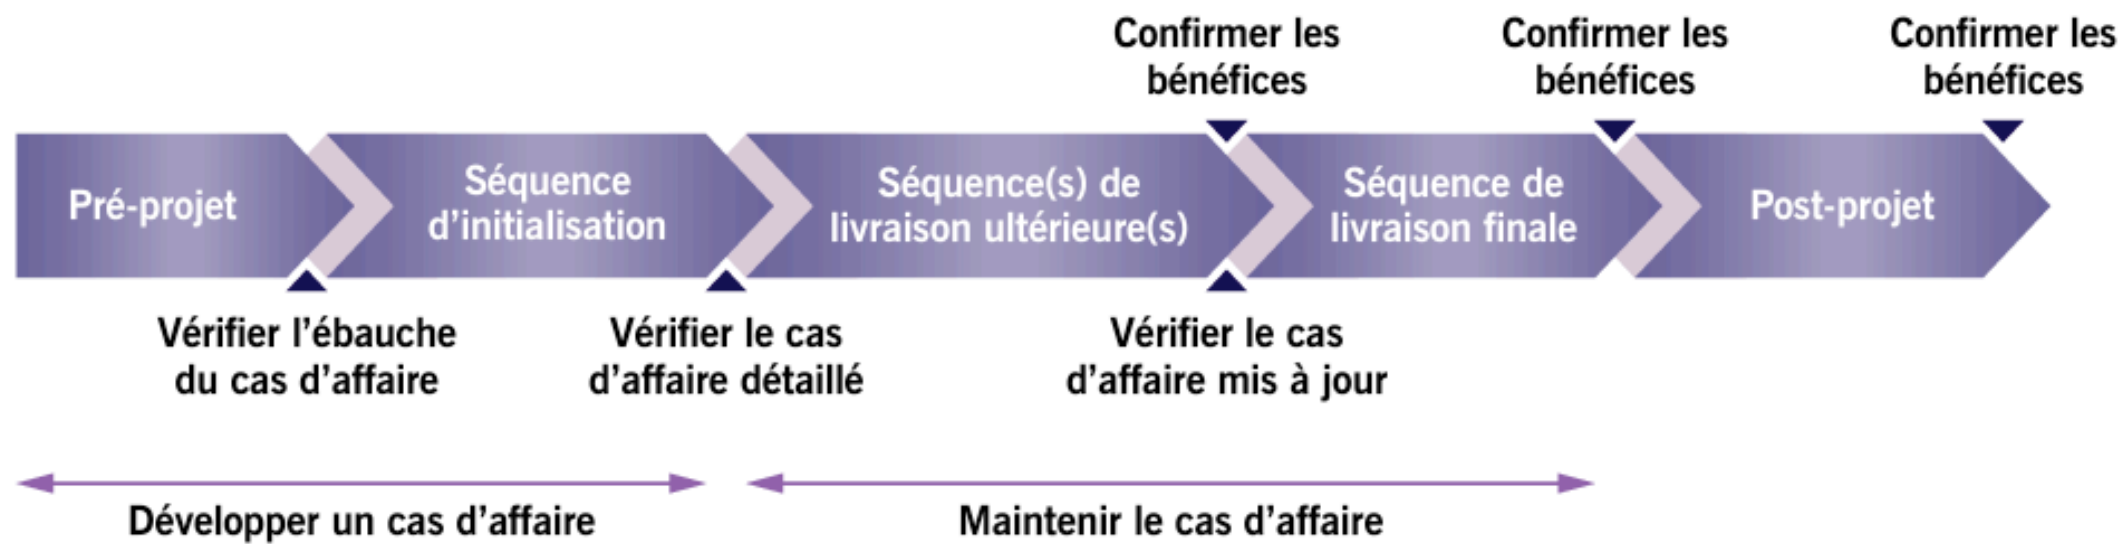 Confirmer les
bénéfices
Confirmer les
bénéfices
Confirmer les
bénéfices
Pré-projet
Séquence
d’initialisation
Séquence(s) de
livraison ultérieure(s)
Séquence de
livraison finale
Post-projet
Vérifier l’ébauche
du cas d’affaire
Vérifier le cas
d’affaire détaillé
Vérifier le cas
d’affaire mis à jour
Développer un cas d’affaire
Maintenir le cas d’affaire